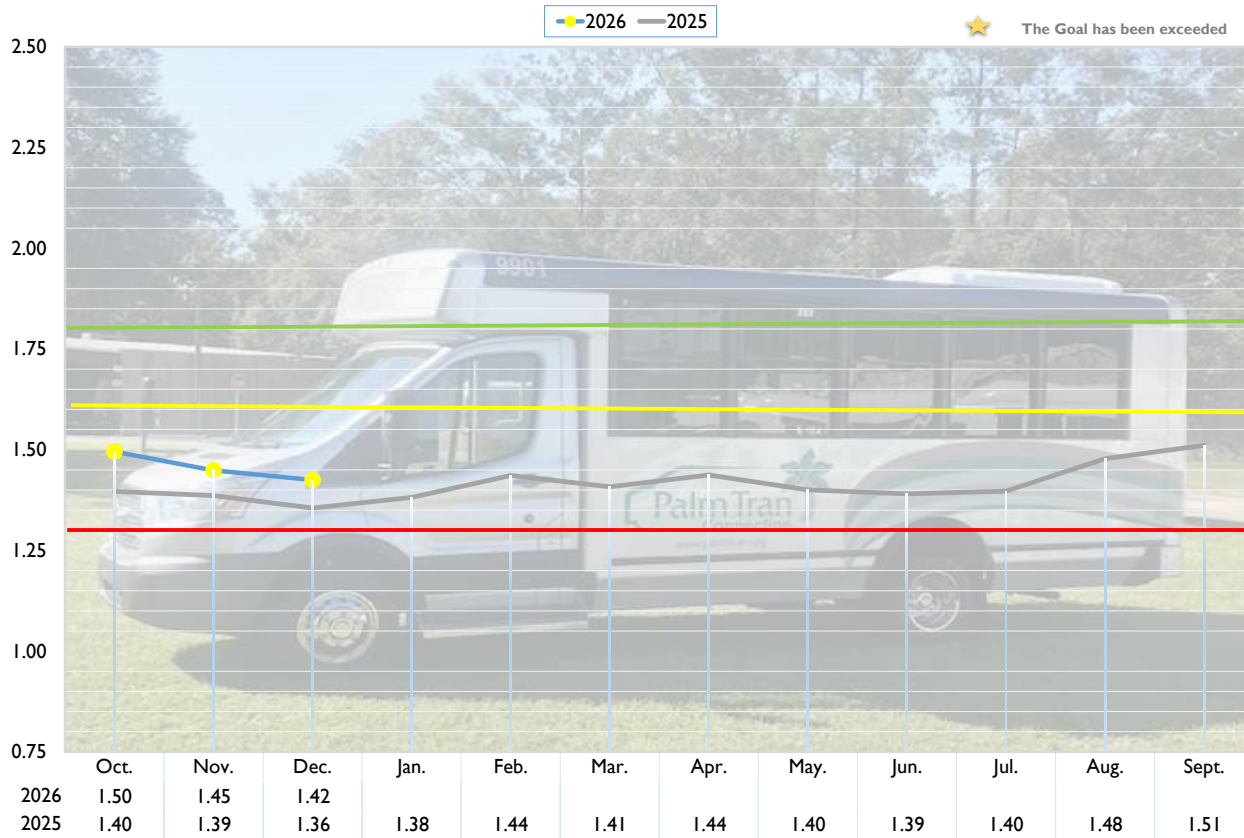 2026 2025
The Goal has been exceeded
2.50
2.25
2.00
1.75
1.50
1.25
1.00
0.75
9901
Palm Tran
Connection
Oct. Nov. Dec. Jan. Feb. Mar. Apr. May. Jun. Jul. Aug. Sept.
2026 1.50 1.45 1.42
2025 1.40 1.39 1.36 1.38 1.44 1.41 1.44 1.40 1.39 1.40 1.48 1.51